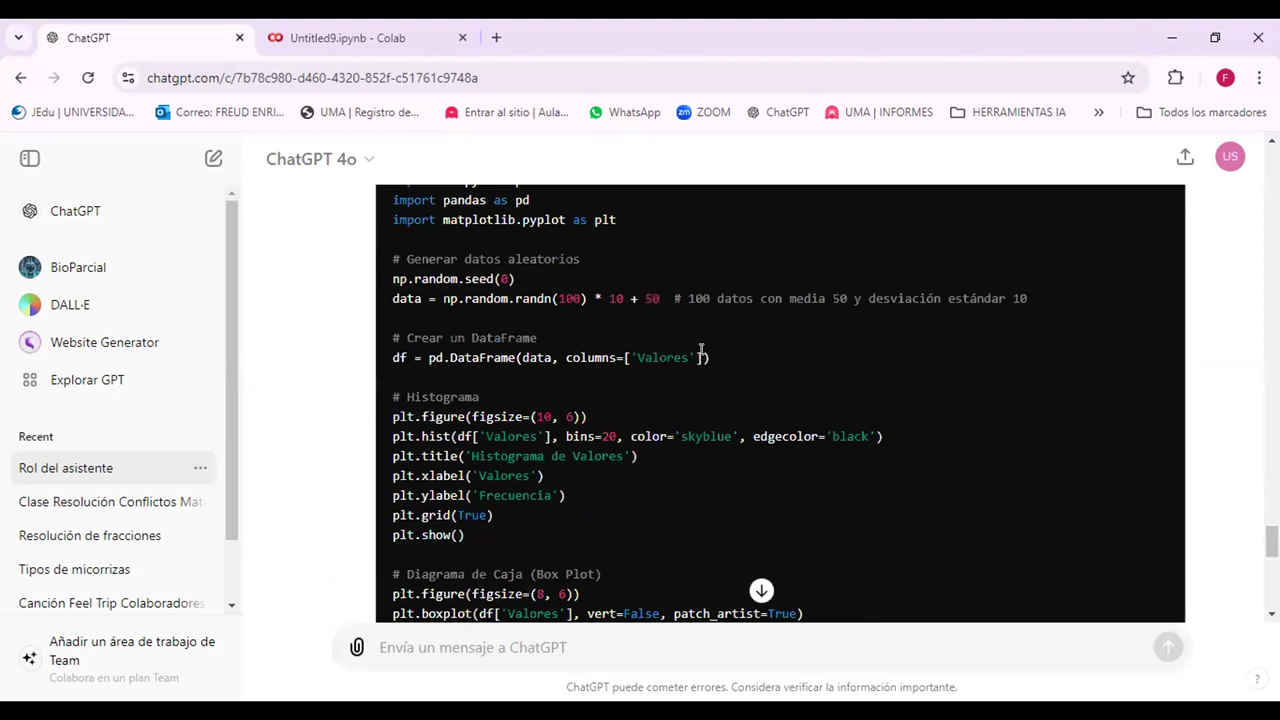 ChatGPT
Untitled9.ipynb - Colab
chatgpt.com/c/7b78c980-d460-4320-852f-c51761c9748a
F
JEdu | UNIVERSIDA...
Correo: FREUD ENRI...
UMA | Registro de...
Entrar al sitio | Aula...
WhatsApp
zm ZOOM
ChatGPT
UMA | INFORMES
HERRAMIENTAS IA
»
Todos los marcadores
ChatGPT 4o
US
ChatGPT
BioParcial
DALL·E
Website Generator
Explorar GPT
Recent
Rol del asistente
Clase Resolución Conflictos Mat
Resolución de fracciones
Tipos de micorrizas
Canción Feel Trip Colaboradores
Añadir un área de trabajo de
Team
Colabora en un plan Team
import pandas as pd
import matplotlib.pyplot as plt
# Generar datos aleatorios
np.random.seed(0)
data = np.random.randn(100) * 10 + 50  # 100 datos con media 50 y desviación estándar 10
# Crear un DataFrame
df = pd.DataFrame(data, columns=['Valores'])
# Histograma
plt.figure(figsize=(10, 6))
plt.hist(df['Valores'], bins=20, color='skyblue', edgecolor='black')
plt.title('Histograma de Valores')
plt.xlabel('Valores')
plt.ylabel('Frecuencia')
plt.grid(True)
plt.show()
# Diagrama de Caja (Box Plot)
plt.figure(figsize=(8, 6))
plt.boxplot(df['Valores'], vert=False, patch_artist=True)
Envía un mensaje a ChatGPT
ChatGPT puede cometer errores. Considera verificar la información importante.
?